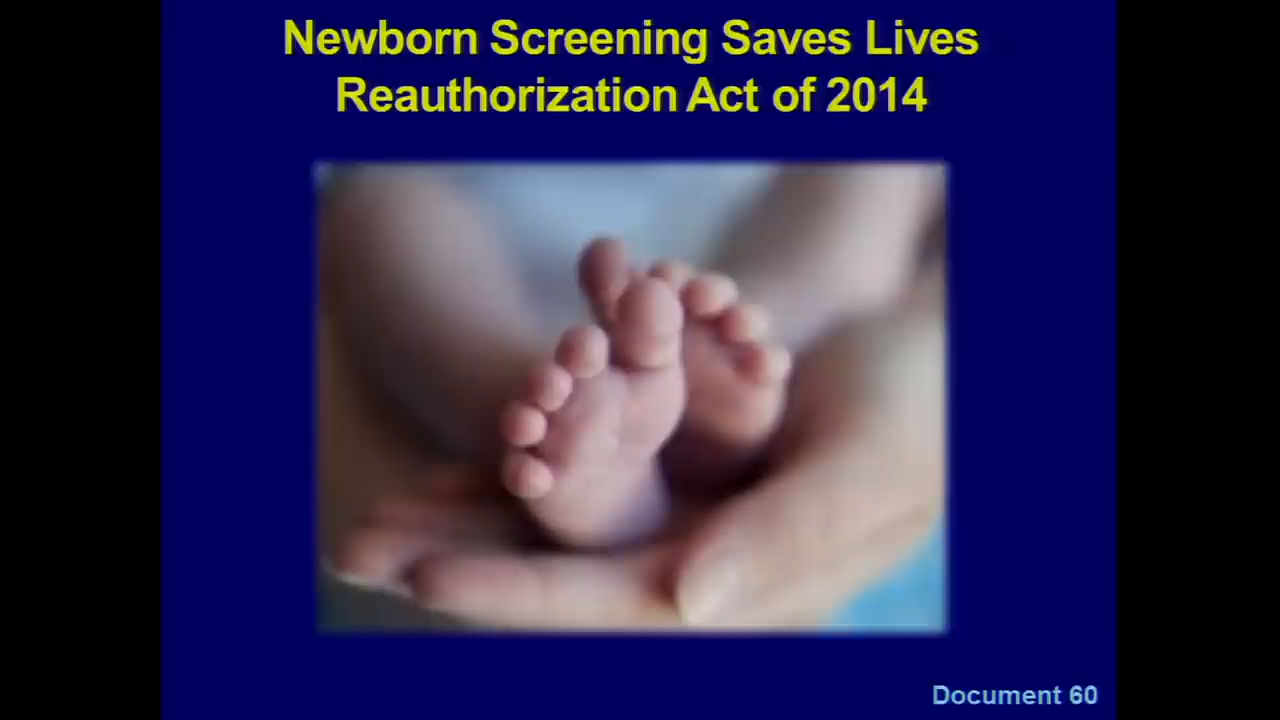 Newborn Screening Saves Lives
Reauthorization Act of 2014
Document 60